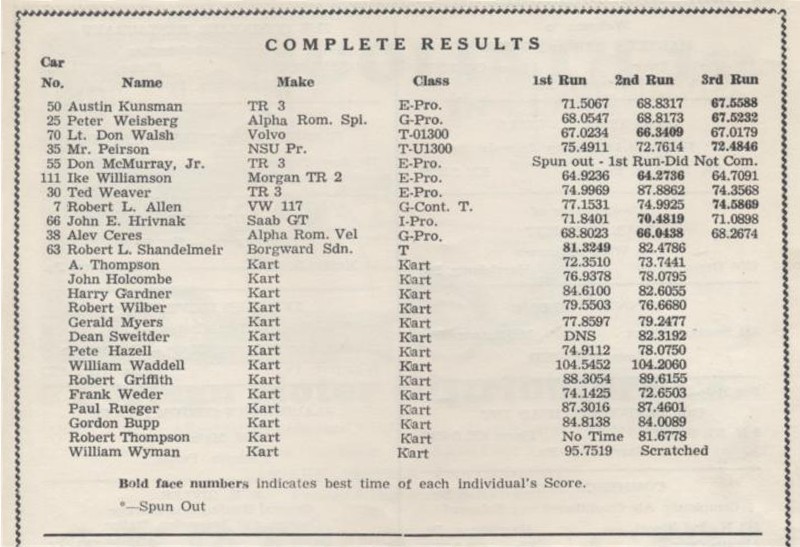 COMPLETE RESULTS
Car
No. Name Make Class 1st Run 2nd Run 3rd Run
50 Austin Kunsman TR 3 E-Pro. 71.5067 68.8317 67.5588
25 Peter Weisberg Alpha Rom. Spi. G-Pro. 68.0547 68.8173 67.5232
70 Lt. Don Walsh Volvo T-01300 67.0234 66.3409 67.0179
35 Mr. Peirson NSU Pr. T-U1300 75.4911 72.7614 72.4846
55 Don McMurray, Jr. TR 3 E-Pro. Spun out - 1st Run-Did Not Com.
111 Ike Williamson Morgan TR 2 E-Pro. 64.9236 64.2736 64.7091
30 Ted Weaver TR 3 E-Pro. 74.9969 87.8862 74.3568
7 Robert L. Allen VW 117 G-Cont. T. 77.1531 74.9925 74.5869
66 John E. Hrivnak Saab GT I-Pro. 71.8401 70.4819 71.0898
38 Alev Ceres Alpha Rom. Vel G-Pro. 68.8023 66.0438 68.2674
63 Robert L. Shandelmeir Borgward Sdn. T 81.3249 82.4786
A. Thompson Kart Kart 72.3510 73.7441
John Holcombe Kart Kart 76.9378 78.0795
Harry Gardner Kart Kart 84.6100 82.6055
Robert Wilber Kart Kart 79.5503 76.6680
Gerald Myers Kart Kart 77.8597 79.2477
Dean Sweitder Kart Kart DNS 82.3192
Pete Hazell Kart Kart 74.9112 78.0750
William Waddell Kart Kart 104.5452 104.2060
Robert Griffith Kart Kart 88.3054 89.6155
Frank Weder Kart Kart 74.1425 72.6503
Paul Rueger Kart Kart 87.3016 87.4601
Gordon Bupp Kart Kart 84.8138 84.0089
Robert Thompson Kart Kart No Time 81.6778
William Wyman Kart Kart 95.7519 Scratched
Bold face numbers indicates best time of each individual's Score.
*—Spun Out